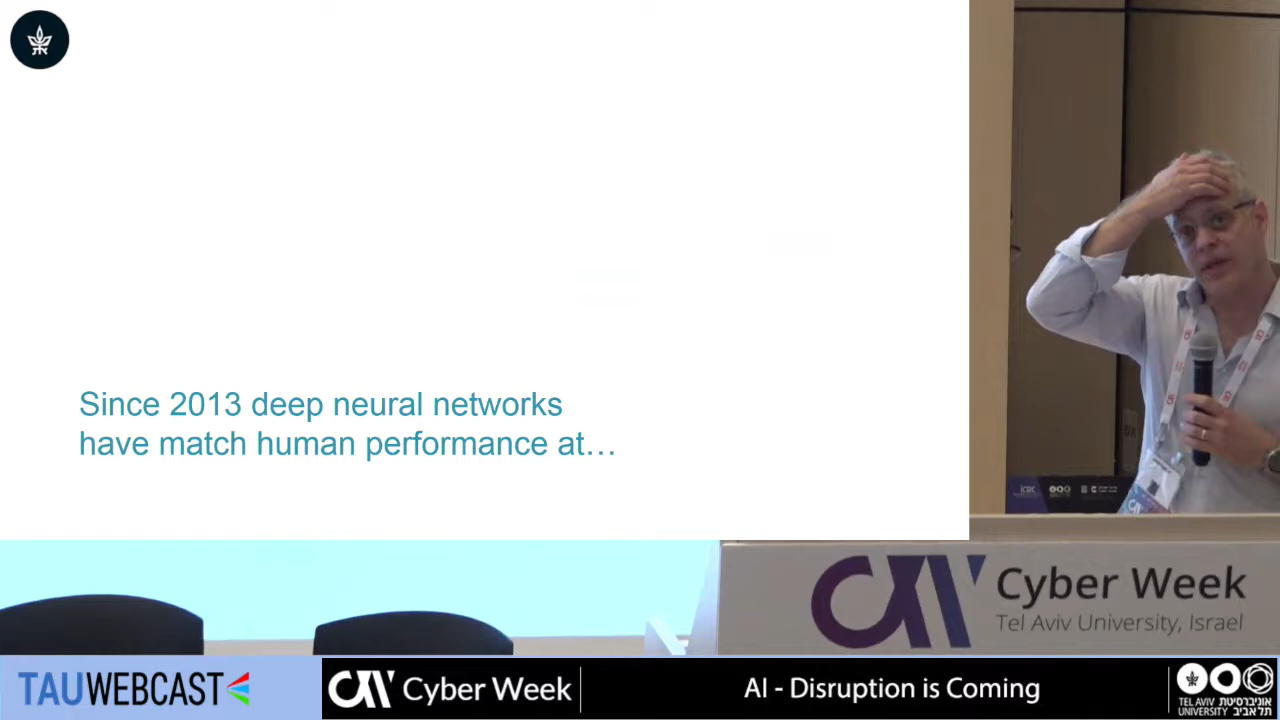 Since 2013 deep neural networks
have match human performance at…
Cyber Week
Tel Aviv University, Israel
TAUWEBCAST
Cyber Week
AI - Disruption is Coming
TEL AVIV אוניברסיטת
UNIVERSITY תל אביב